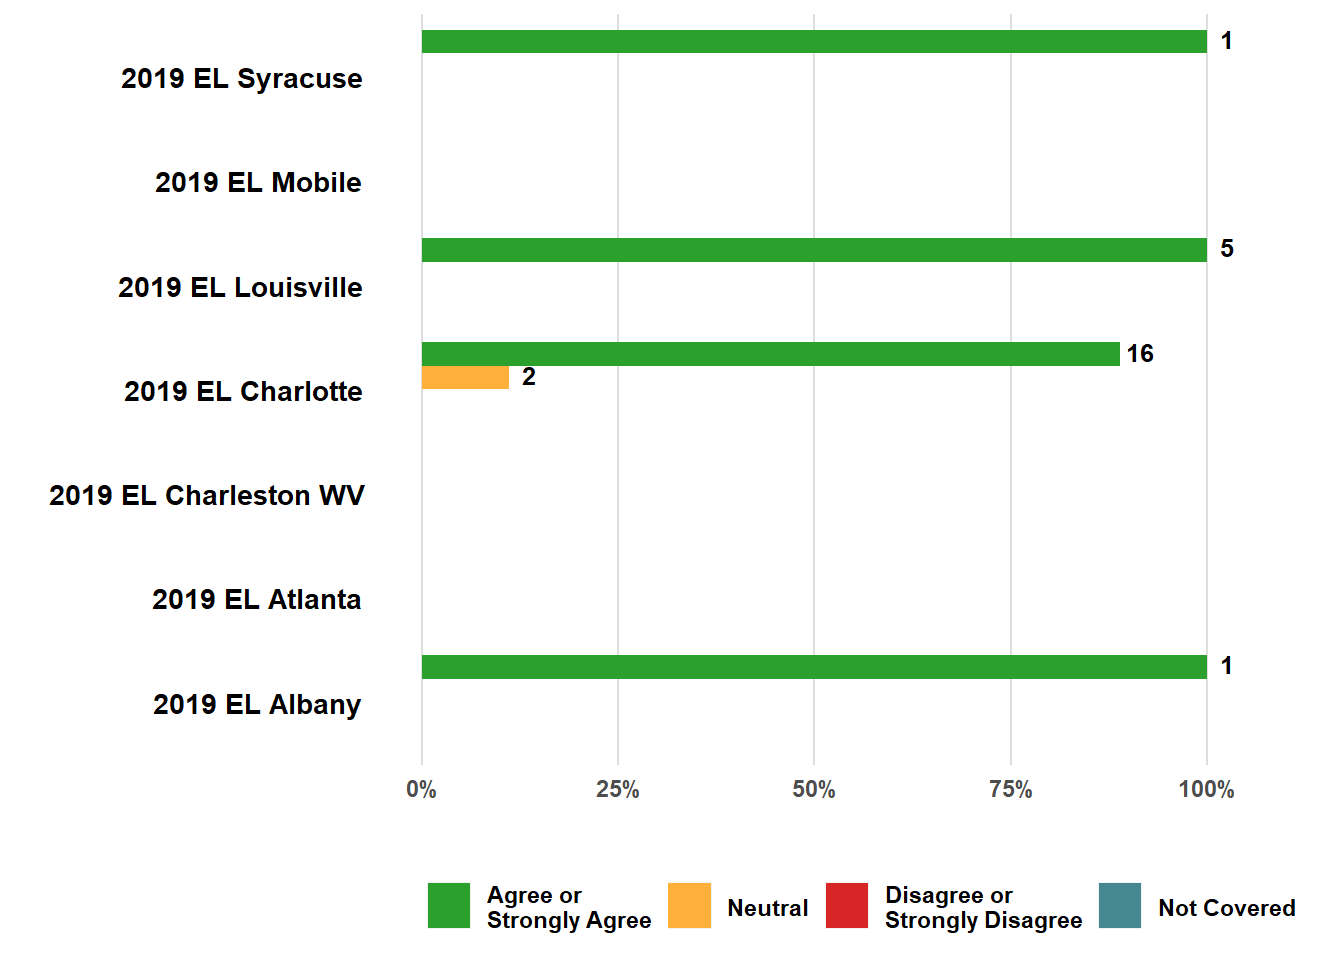 1
2019 EL Syracuse
2019 EL Mobile
5
2019 EL Louisville
16
2
2019 EL Charlotte
2019 EL Charleston WV
2019 EL Atlanta
1
2019 EL Albany
0% 25% 50% 75% 100%
Agree or
Strongly Agree
Neutral
Disagree or
Strongly Disagree
Not Covered